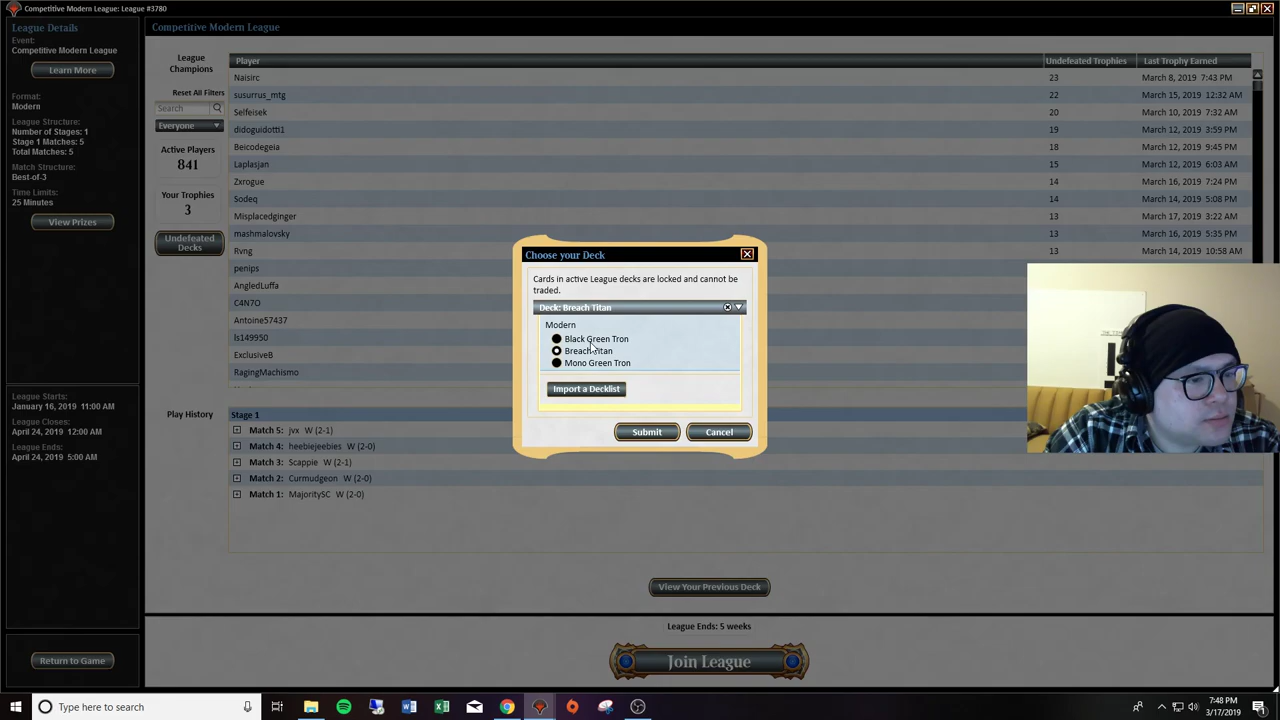 Competitive Modern League: League #3780
League Details
Event:
Competitive Modern League
Learn More
Format:
Modern
League Structure:
Number of Stages: 1
Stage 1 Matches: 5
Total Matches: 5
Match Structure:
Best-of-3
Time Limits:
25 Minutes
View Prizes
League Starts:
January 16, 2019 11:00 AM
League Closes:
April 24, 2019 12:00 AM
League Ends:
April 24, 2019 5:00 AM
Return to Game
Competitive Modern League
League
Champions
Reset All Filters
Search
Everyone
Active Players
841
Your Trophies
3
Undefeated
Decks
Player Undefeated Trophies Last Trophy Earned
Naisirc 23 March 8, 2019 7:43 PM
susurrus_mtg 22 March 15, 2019 12:32 AM
Selfeisek 20 March 10, 2019 7:32 AM
didoguidotti1 19 March 12, 2019 3:59 PM
Beicodegeia 18 March 12, 2019 9:45 PM
Laplasjan 15 March 12, 2019 6:03 AM
Zxrogue 14 March 16, 2019 7:24 PM
Sodeq 14 March 14, 2019 5:08 PM
Misplacedginger 13 March 17, 2019 3:22 AM
mashmalovsky 13 March 16, 2019 5:35 PM
Rvng 13 March 14, 2019 10:58 AM
penips
AngledLuffa
C4N7O
Antoine57437
ls149950
ExclusiveB
RagingMachismo
Choose your Deck
Cards in active League decks are locked and cannot be
traded.
Deck: Breach Titan
Modern
Black Green Tron
Breach Titan
Mono Green Tron
Import a Decklist
Submit Cancel
Play History
Stage 1
Match 5: jvx W (2-1)
Match 4: heebiejeebies W (2-0)
Match 3: Scappie W (2-1)
Match 2: Curmudgeon W (2-0)
Match 1: MajoritySC W (2-0)
View Your Previous Deck
League Ends: 5 weeks
Join League
Type here to search
7:48 PM
3/17/2019